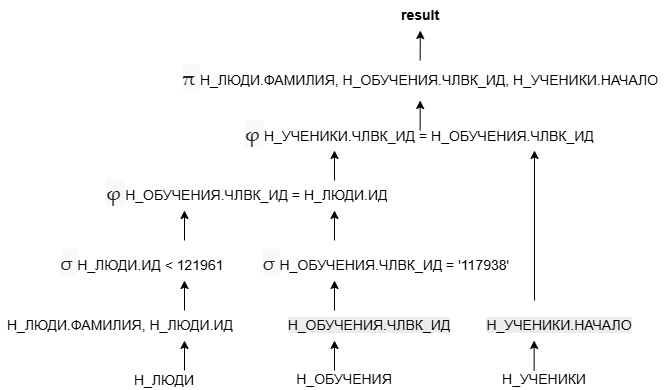 result
π Н_ЛЮДИ.ФАМИЛИЯ, Н_ОБУЧЕНИЯ.ЧЛВК_ИД, Н_УЧЕНИКИ.НАЧАЛО
φ Н_УЧЕНИКИ.ЧЛВК_ИД = Н_ОБУЧЕНИЯ.ЧЛВК_ИД
φ Н_ОБУЧЕНИЯ.ЧЛВК_ИД = Н_ЛЮДИ.ИД
σ Н_ЛЮДИ.ИД < 121961
σ Н_ОБУЧЕНИЯ.ЧЛВК_ИД = '117938'
Н_ЛЮДИ.ФАМИЛИЯ, Н_ЛЮДИ.ИД
Н_ОБУЧЕНИЯ.ЧЛВК_ИД
Н_УЧЕНИКИ.НАЧАЛО
Н_ЛЮДИ
Н_ОБУЧЕНИЯ
Н_УЧЕНИКИ